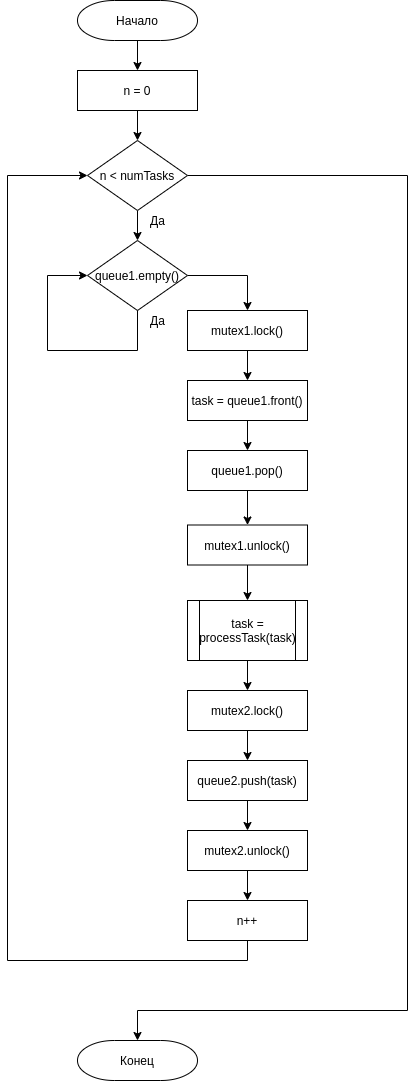 Начало
n = 0
n < numTasks
Да
queue1.empty()
Да
mutex1.lock()
task = queue1.front()
queue1.pop()
mutex1.unlock()
task =
processTask(task)
mutex2.lock()
queue2.push(task)
mutex2.unlock()
n++
Конец